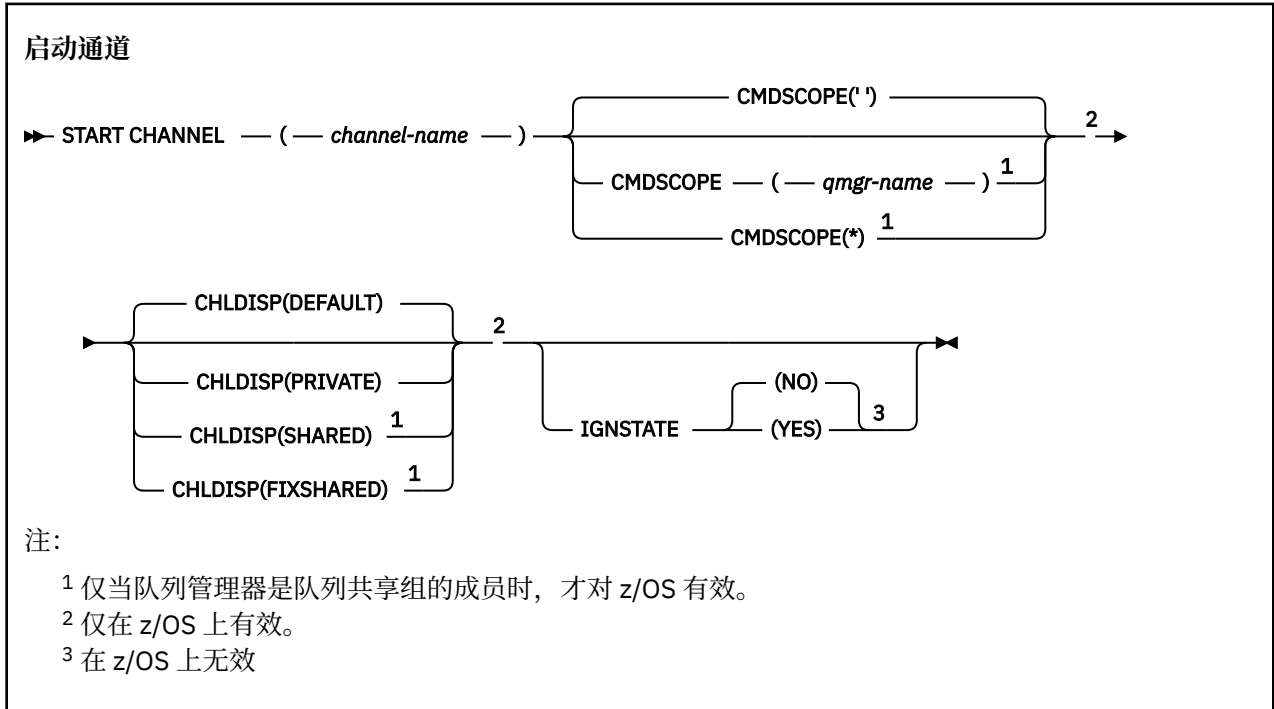 启动通道
CMDSCOPE(' ')
START CHANNEL ( channel-name ) 2
CMDSCOPE ( qmgr-name ) 1
CMDSCOPE(*) 1
CHLDISP(DEFAULT)
2
CHLDISP(PRIVATE) (NO)
CHLDISP(SHARED) 1 IGNSTATE (YES) 3
CHLDISP(FIXSHARED) 1
注：
1 仅当队列管理器是队列共享组的成员时，才对 z/OS 有效。
2 仅在 z/OS 上有效。
3 在 z/OS 上无效